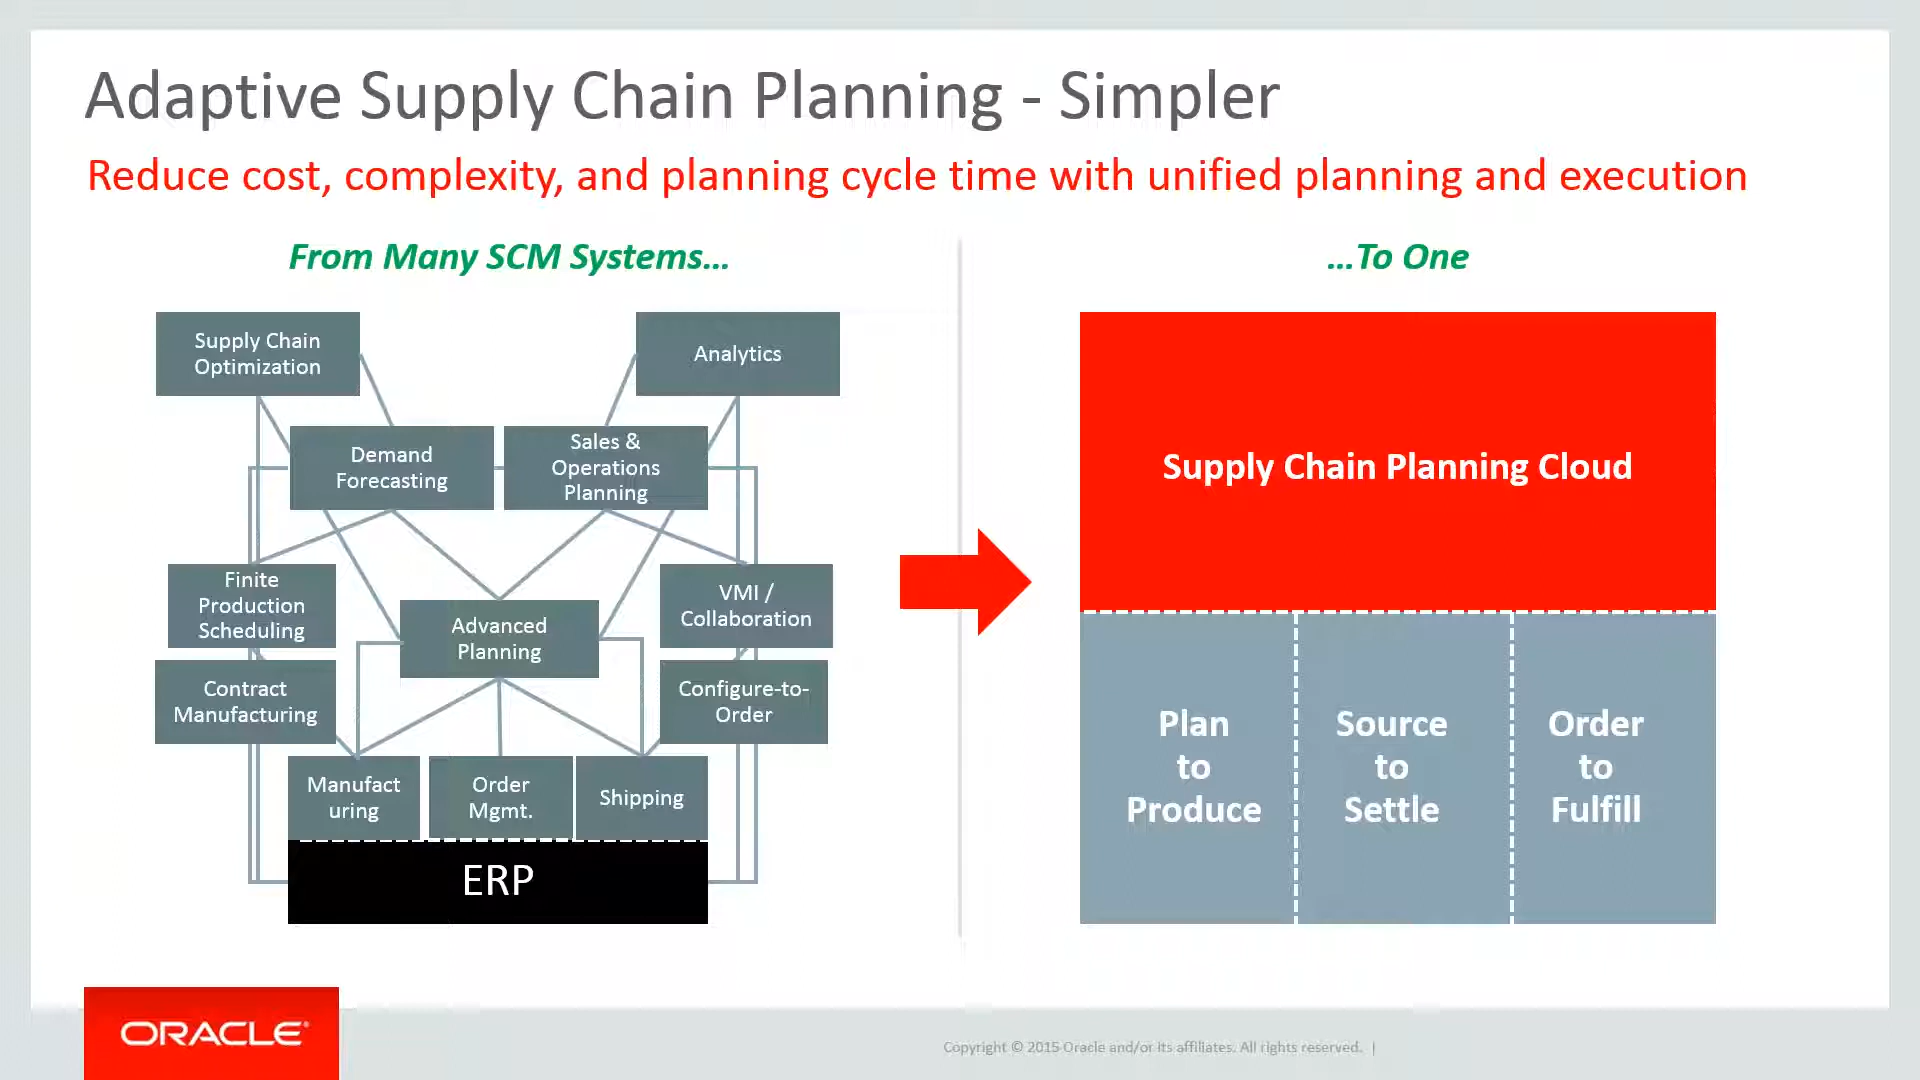 Adaptive Supply Chain Planning - Simpler
Reduce cost, complexity, and planning cycle time with unified planning and execution
From Many SCM Systems...
...To One
Supply Chain
Optimization
Analytics
Demand
Forecasting
Sales &
Operations
Planning
Finite
Production
Scheduling
VMI /
Collaboration
Advanced
Planning
Contract
Manufacturing
Configure-to-
Order
Manufact
uring
Order
Mgmt.
Shipping
ERP
Supply Chain Planning Cloud
Plan
to
Produce
Source
to
Settle
Order
to
Fulfill
ORACLE®
Copyright © 2015 Oracle and/or its affiliates. All rights reserved. |